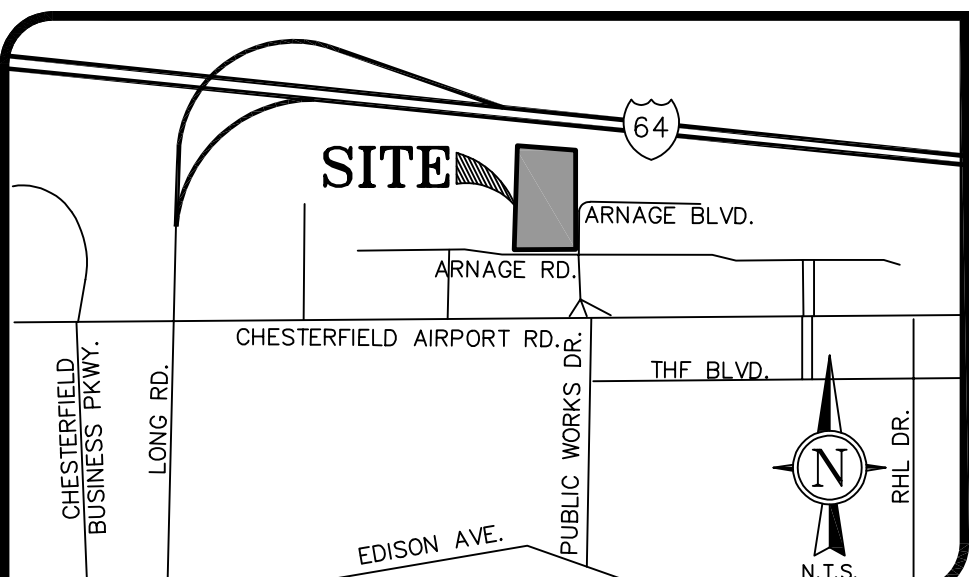 64
SITE
ARNAGE BLVD.
ARNAGE RD.
CHESTERFIELD AIRPORT RD.
THF BLVD.
CHESTERFIELD
BUSINESS PKWY.
LONG RD.
PUBLIC WORKS DR.
RHL DR.
N
EDISON AVE.
N.T.S.